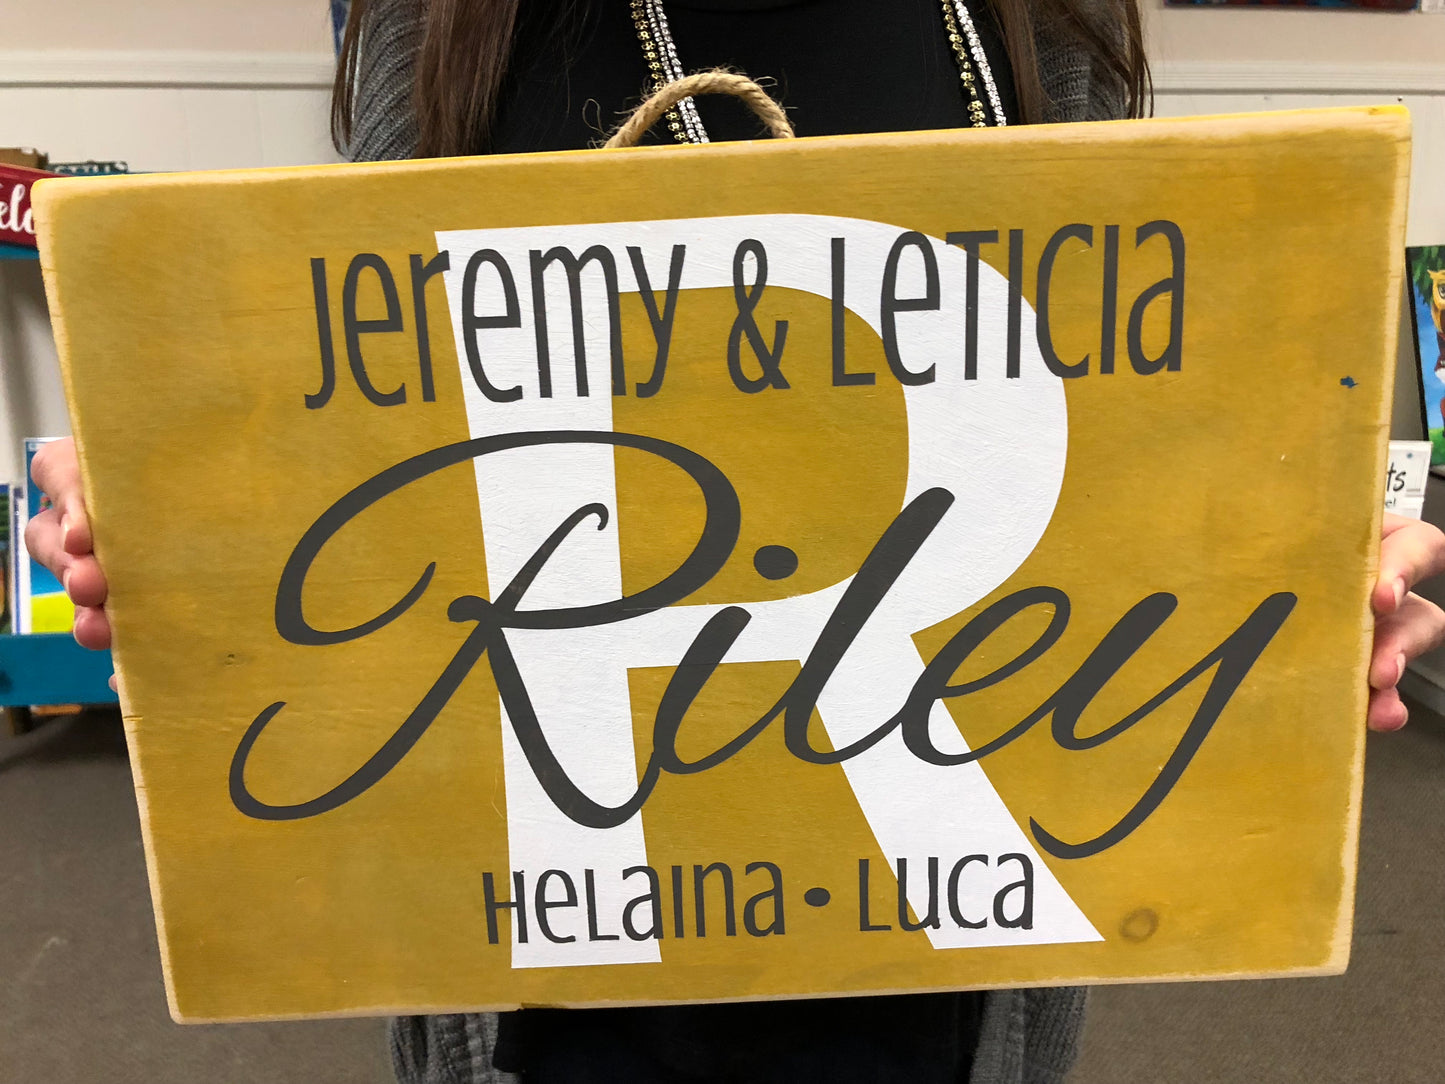 Jeremy & Leticia
R
Riley
Helaina • Luca